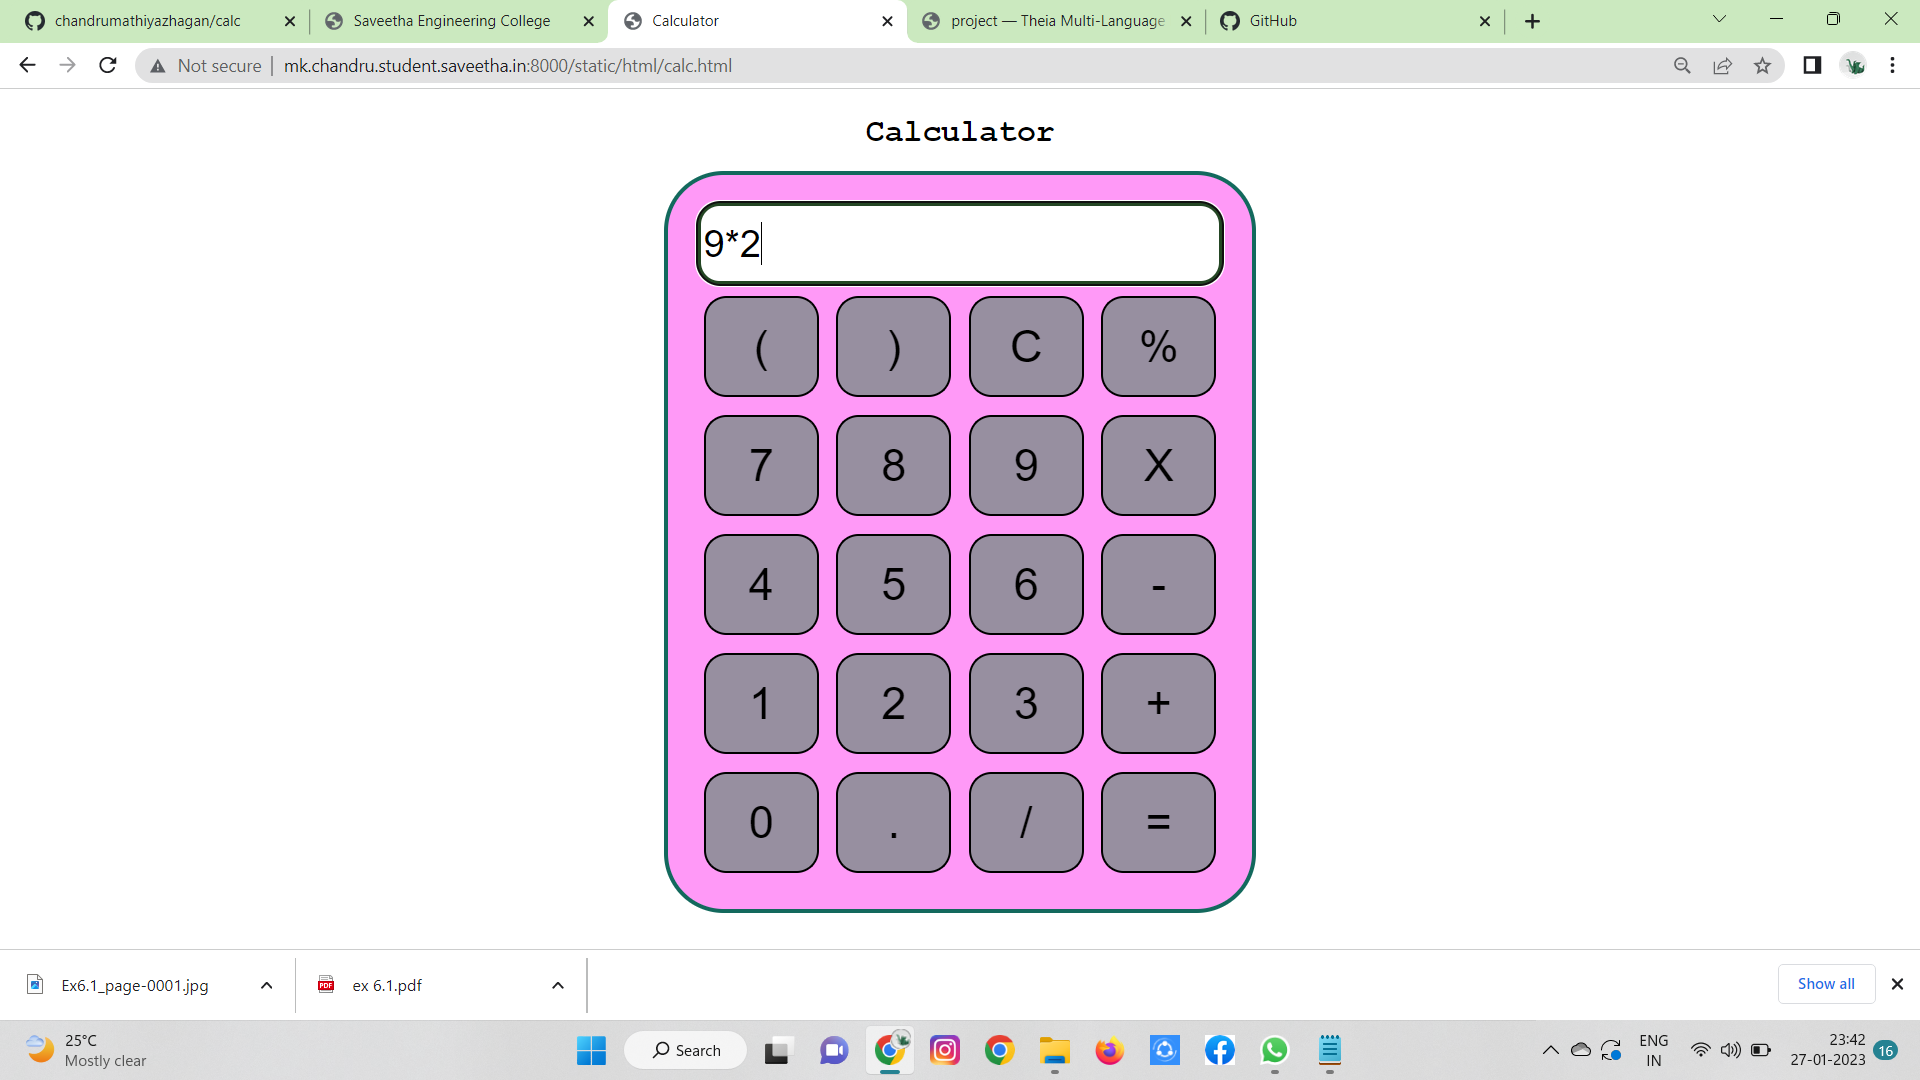 chandrumathiyazhagan/calc
Saveetha Engineering College
Calculator
project — Theia Multi-Language
GitHub
Not secure
mk.chandru.student.saveetha.in:8000/static/html/calc.html
Calculator
9*2
( ) C %
7 8 9 X
4 5 6 -
1 2 3 +
0 . / =
Ex6.1_page-0001.jpg
PDF
ex 6.1.pdf
Show all
25°C
Mostly clear
Search
ENG
IN
23:42
27-01-2023
16